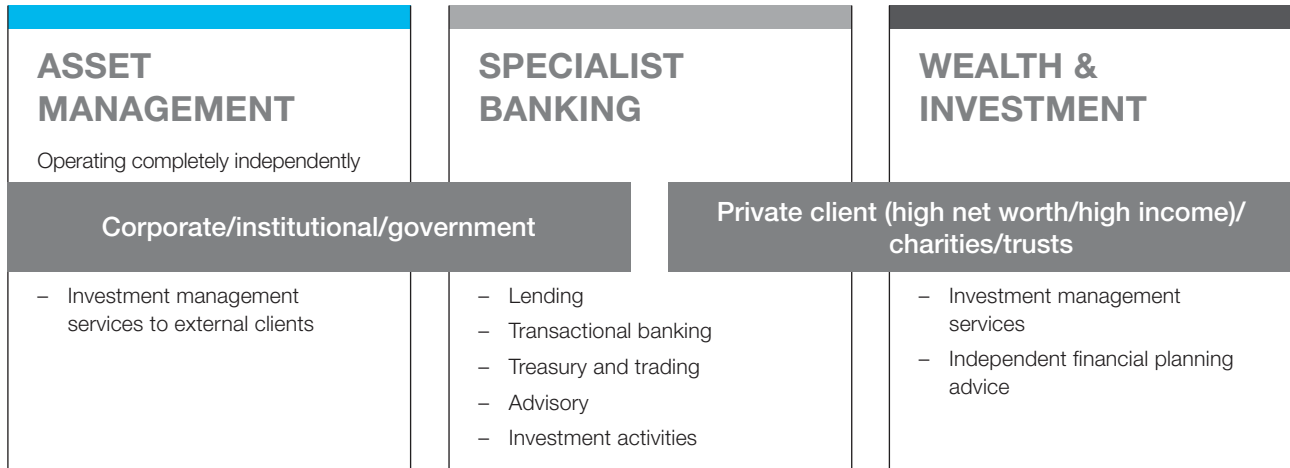 ASSET
MANAGEMENT
Operating completely independently
SPECIALIST
BANKING
WEALTH &
INVESTMENT
Corporate/institutional/government
Private client (high net worth/high income)/
charities/trusts
– Investment management
services to external clients
– Lending
– Transactional banking
– Treasury and trading
– Advisory
– Investment activities
– Investment management
services
– Independent financial planning
advice